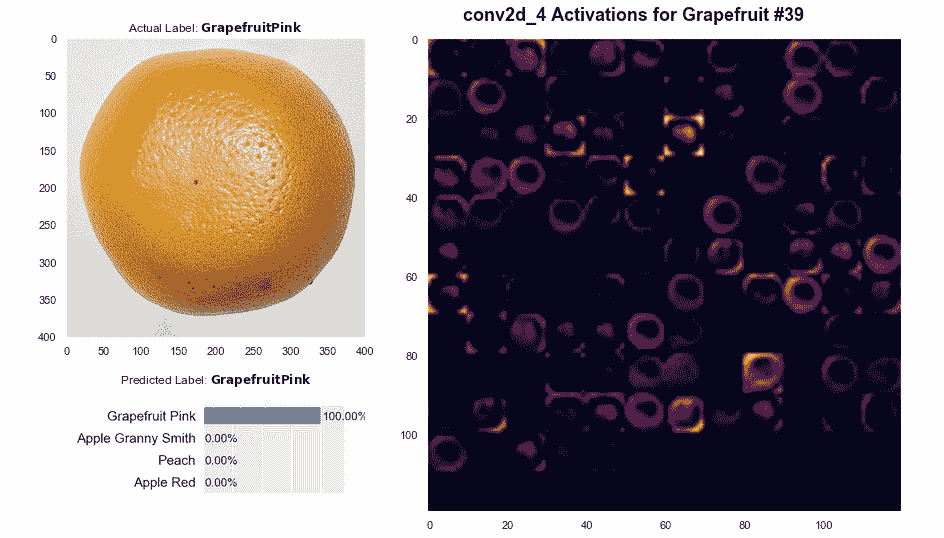 conv2d_4 Activations for Grapefruit #39
Actual Label: GrapefruitPink
0
50
100
150
200
250
300
350
400
0 50 100 150 200 250 300 350 400
Predicted Label: GrapefruitPink
Grapefruit Pink 100.00%
Apple Granny Smith 0.00%
Peach 0.00%
Apple Red 0.00%
0
20
40
60
80
100
0 20 40 60 80 100